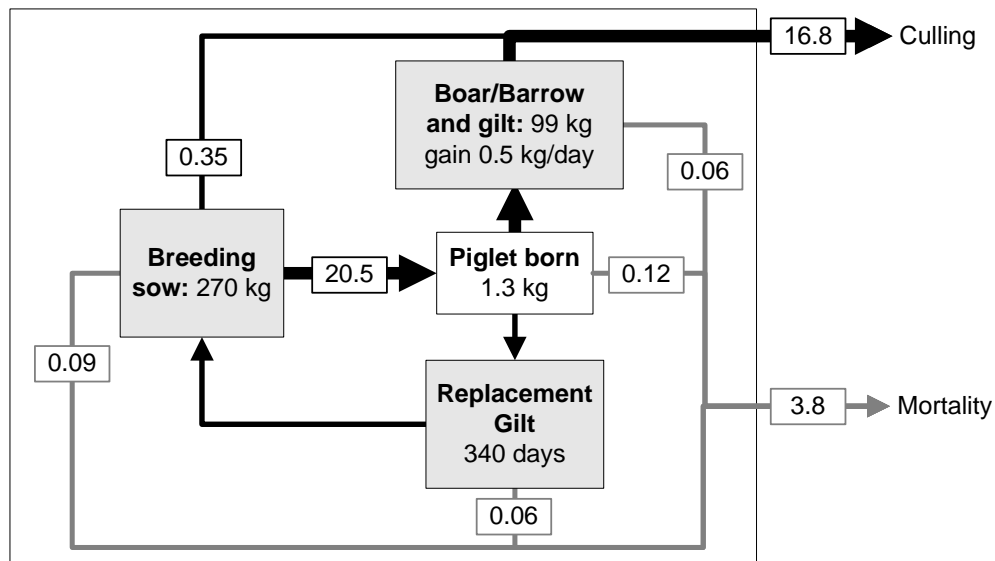 16.8
Culling
Boar/Barrow
and gilt: 99 kg
gain 0.5 kg/day
0.35
0.06
Breeding
sow: 270 kg
20.5
Piglet born
1.3 kg
0.12
0.09
Replacement
Gilt
340 days
3.8
Mortality
0.06